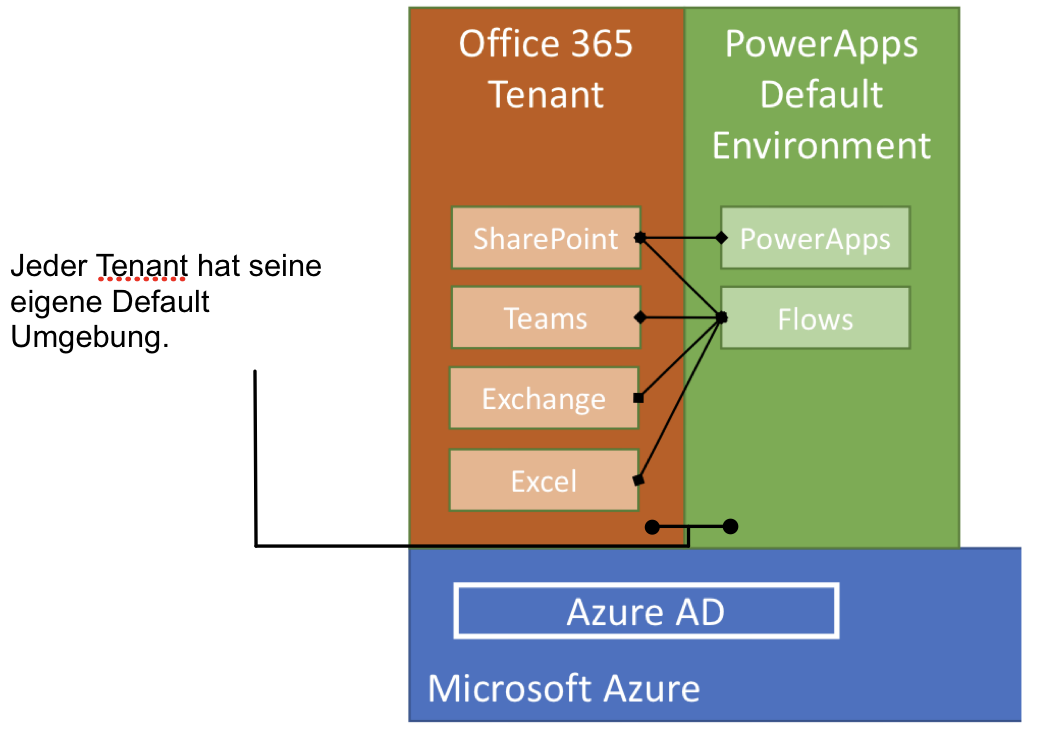 Office 365
Tenant
PowerApps
Default
Environment
SharePoint
PowerApps
Jeder Tenant hat seine
eigene Default
Umgebung.
Teams
Flows
Exchange
Excel
Azure AD
Microsoft Azure